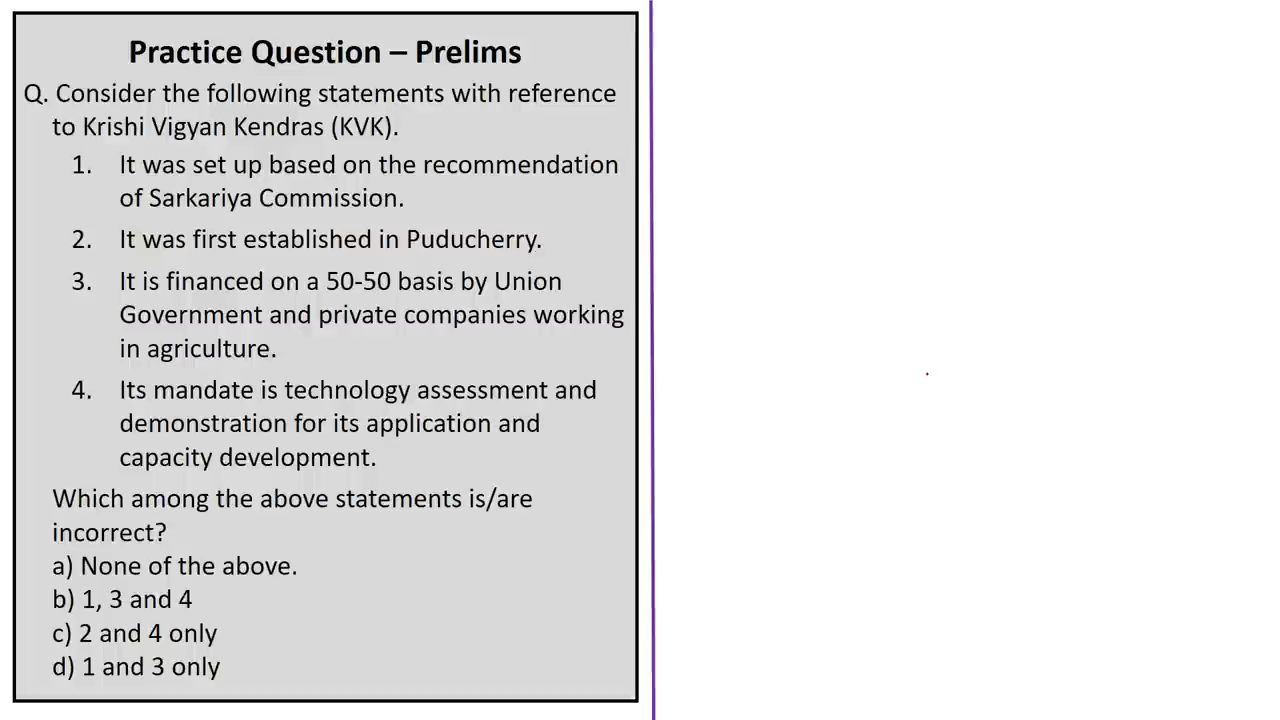 Practice Question – Prelims
Q. Consider the following statements with reference
to Krishi Vigyan Kendras (KVK).
1. It was set up based on the recommendation
of Sarkariya Commission.
2. It was first established in Puducherry.
3. It is financed on a 50-50 basis by Union
Government and private companies working
in agriculture.
4. Its mandate is technology assessment and
demonstration for its application and
capacity development.
Which among the above statements is/are
incorrect?
a) None of the above.
b) 1, 3 and 4
c) 2 and 4 only
d) 1 and 3 only